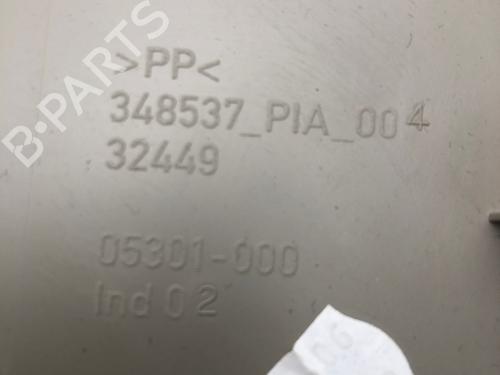 >PP<
348537_PIA_004
32449
05301-000
Ind 02
B-PARTS